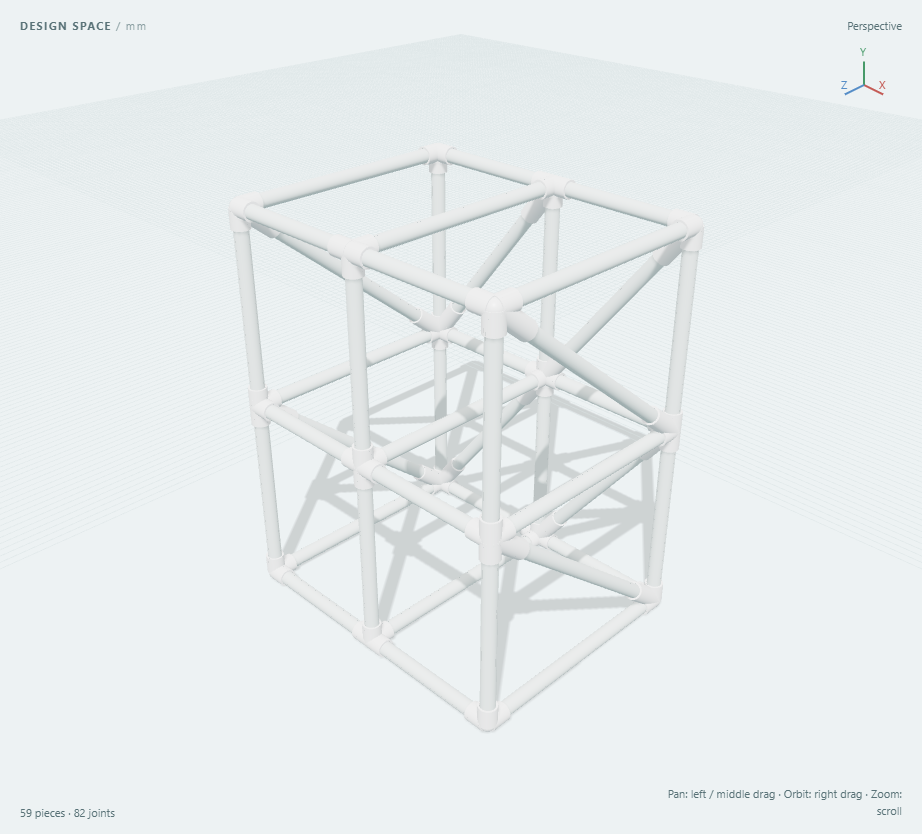 DESIGN SPACE / mm
Perspective
Y
Z
X
59 pieces · 82 joints
Pan: left / middle drag · Orbit: right drag · Zoom:
scroll